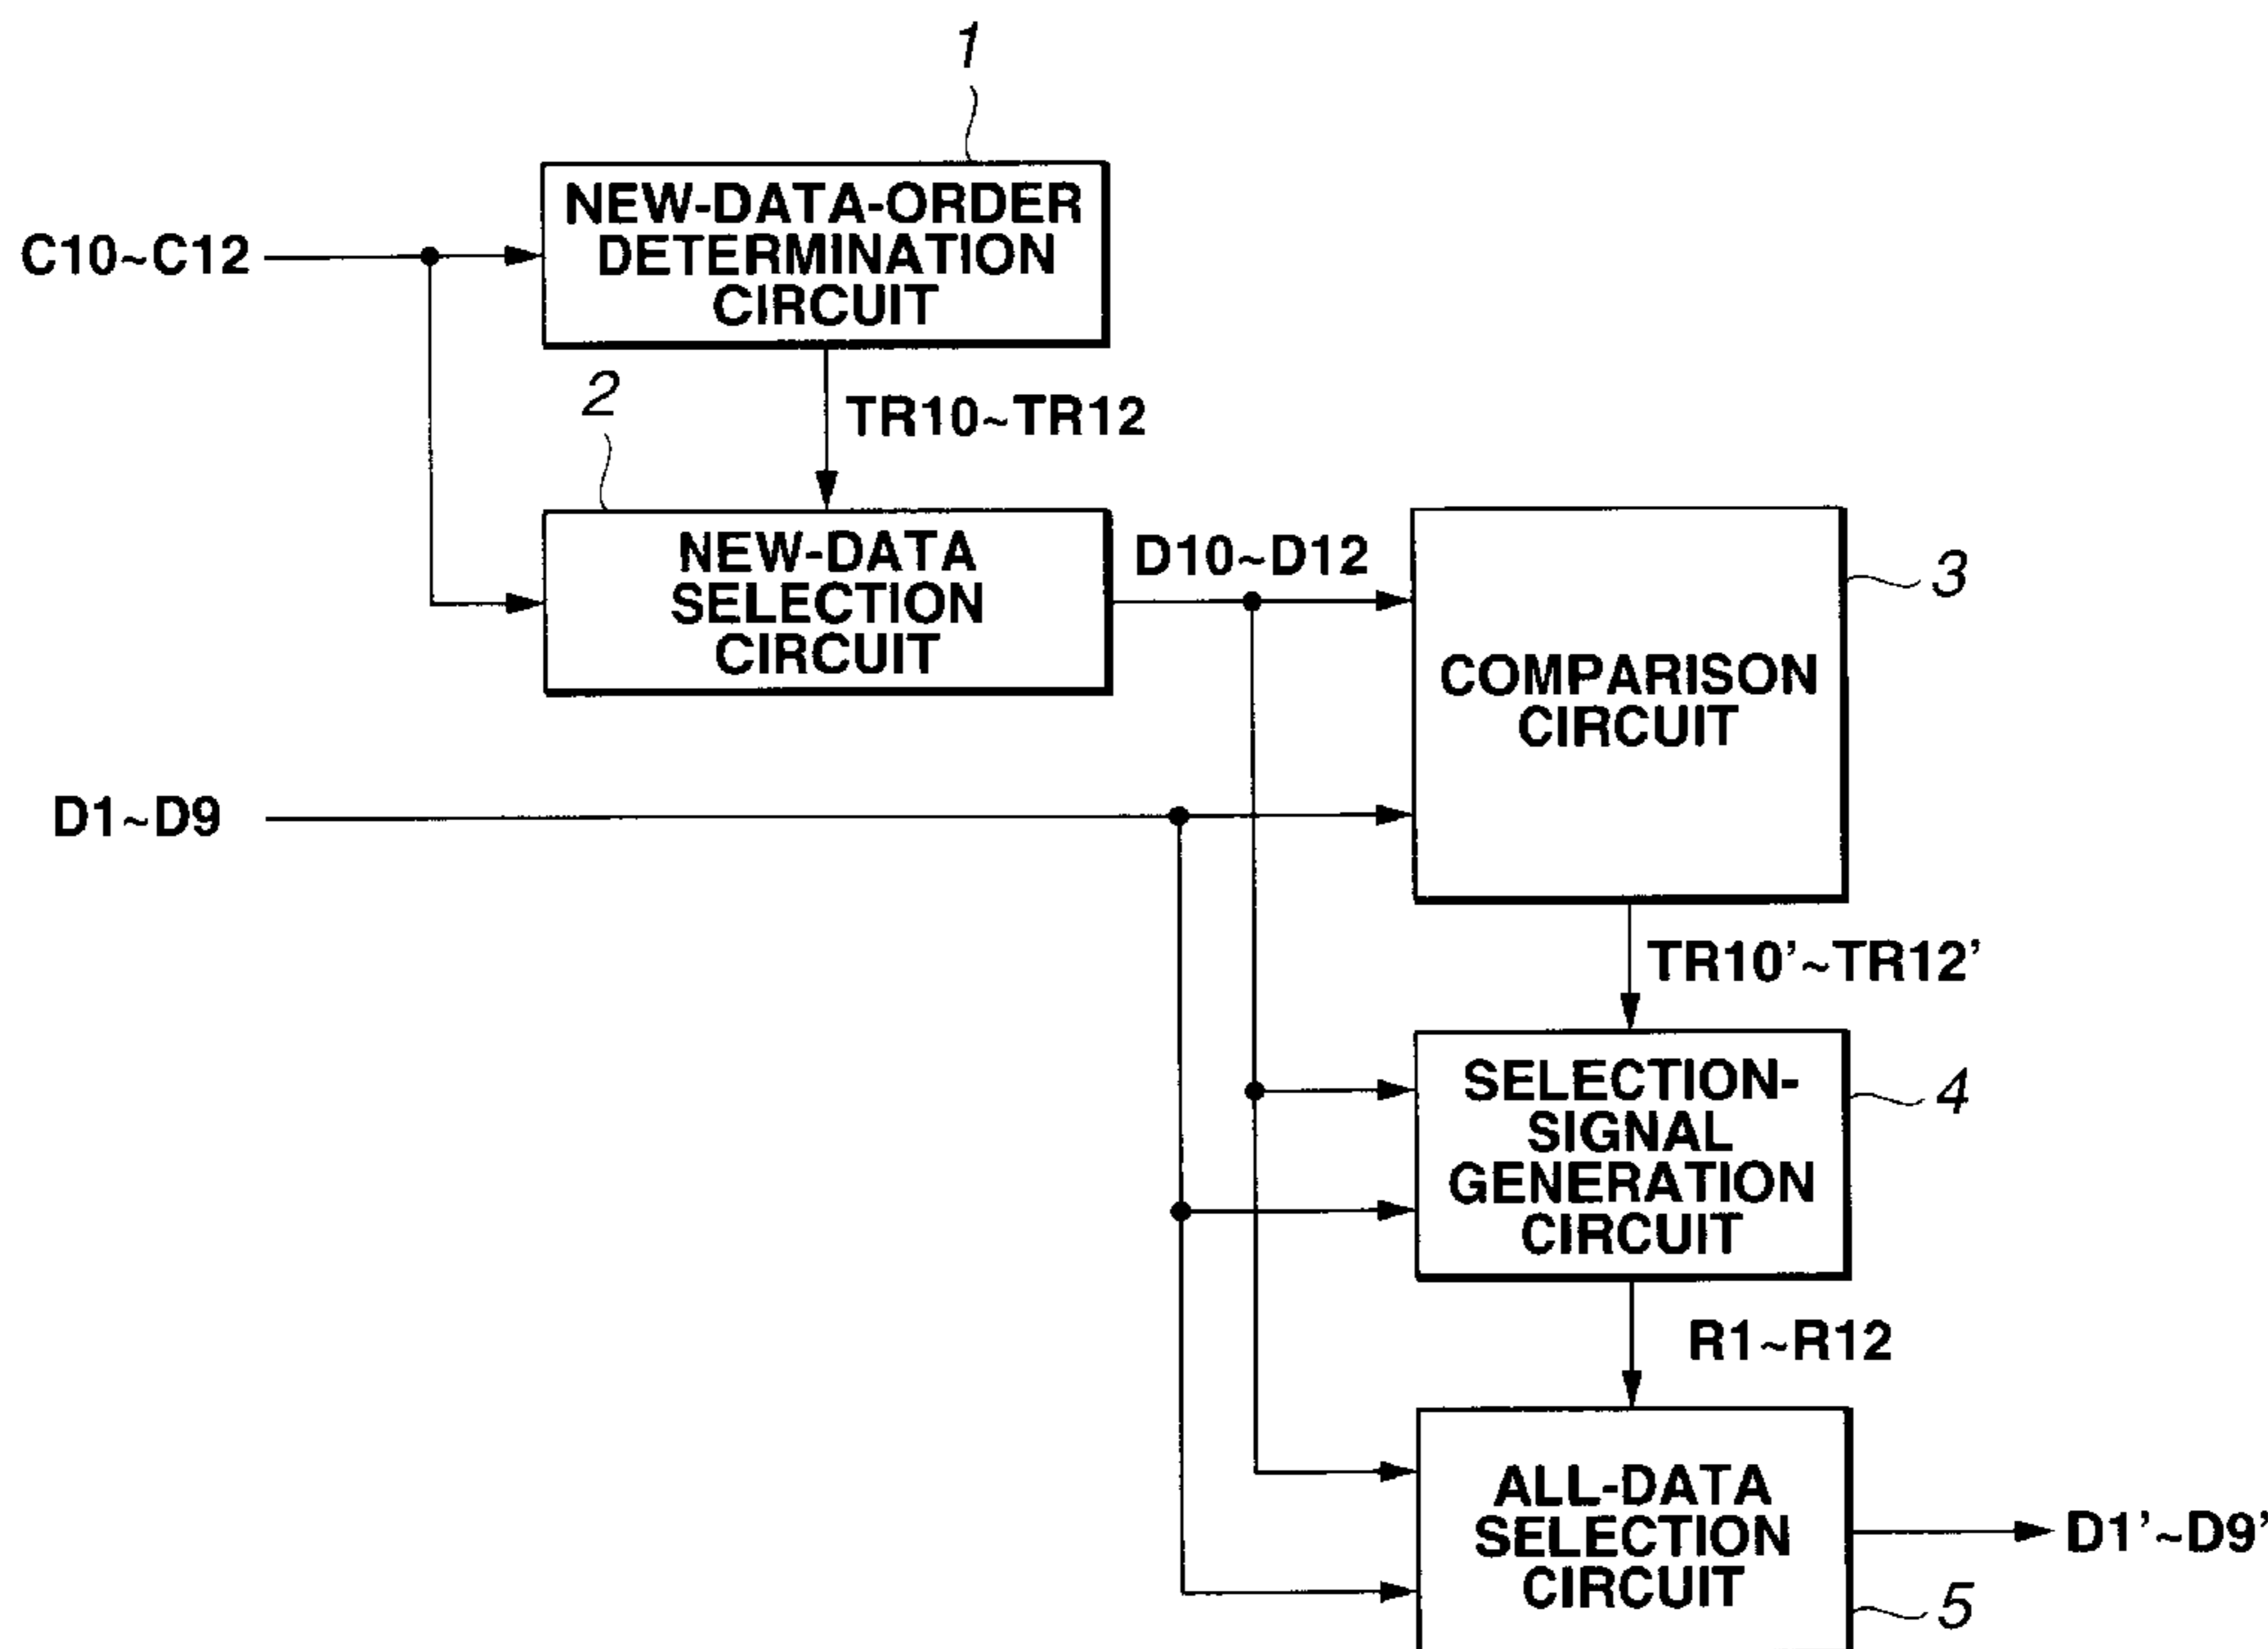 1
NEW-DATA-ORDER
DETERMINATION
CIRCUIT
C10~C12
TR10~TR12
2
NEW-DATA
SELECTION
CIRCUIT
D10~D12
3
COMPARISON
CIRCUIT
D1~D9
TR10'~TR12'
SELECTION-
SIGNAL
GENERATION
CIRCUIT
4
R1~R12
ALL-DATA
SELECTION
CIRCUIT
D1'~D9'
5